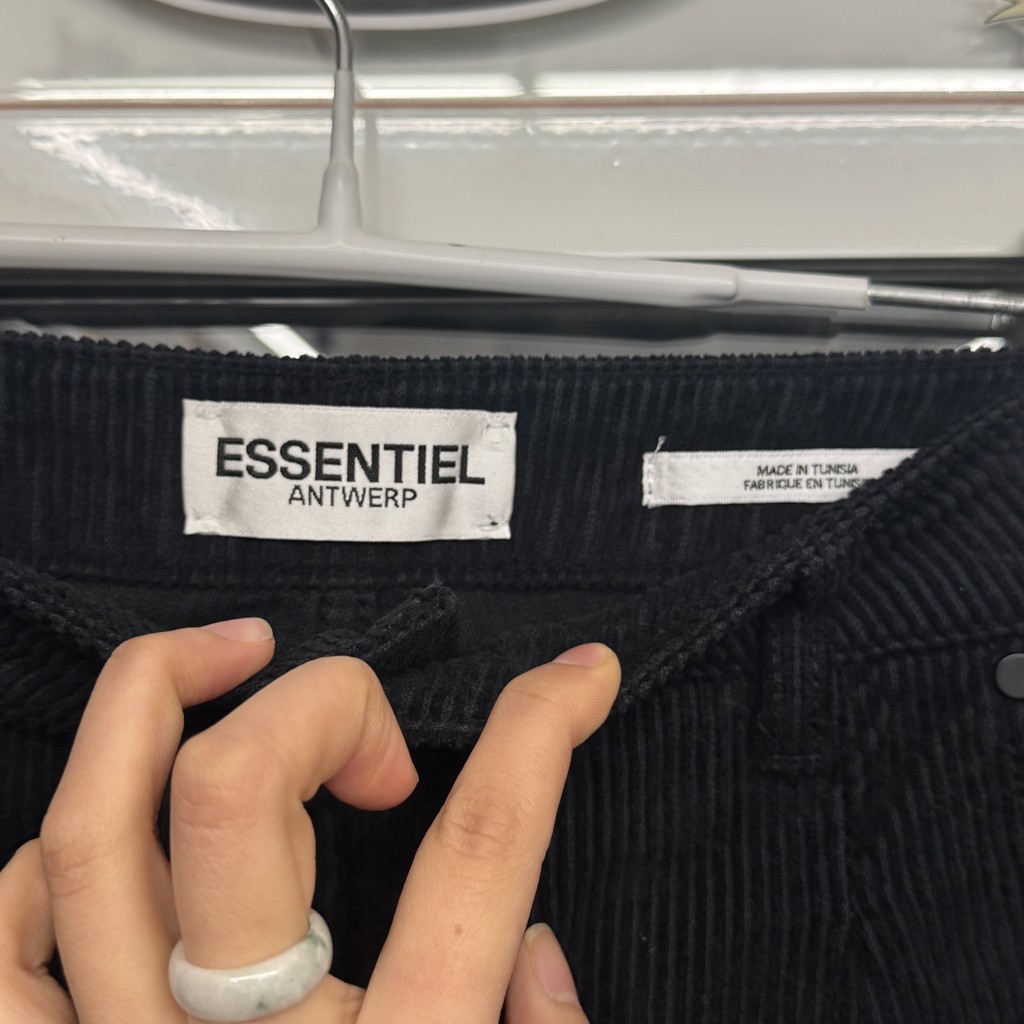 ESSENTIEL
ANTWERP
MADE IN TUNISIA
FABRIQUE EN